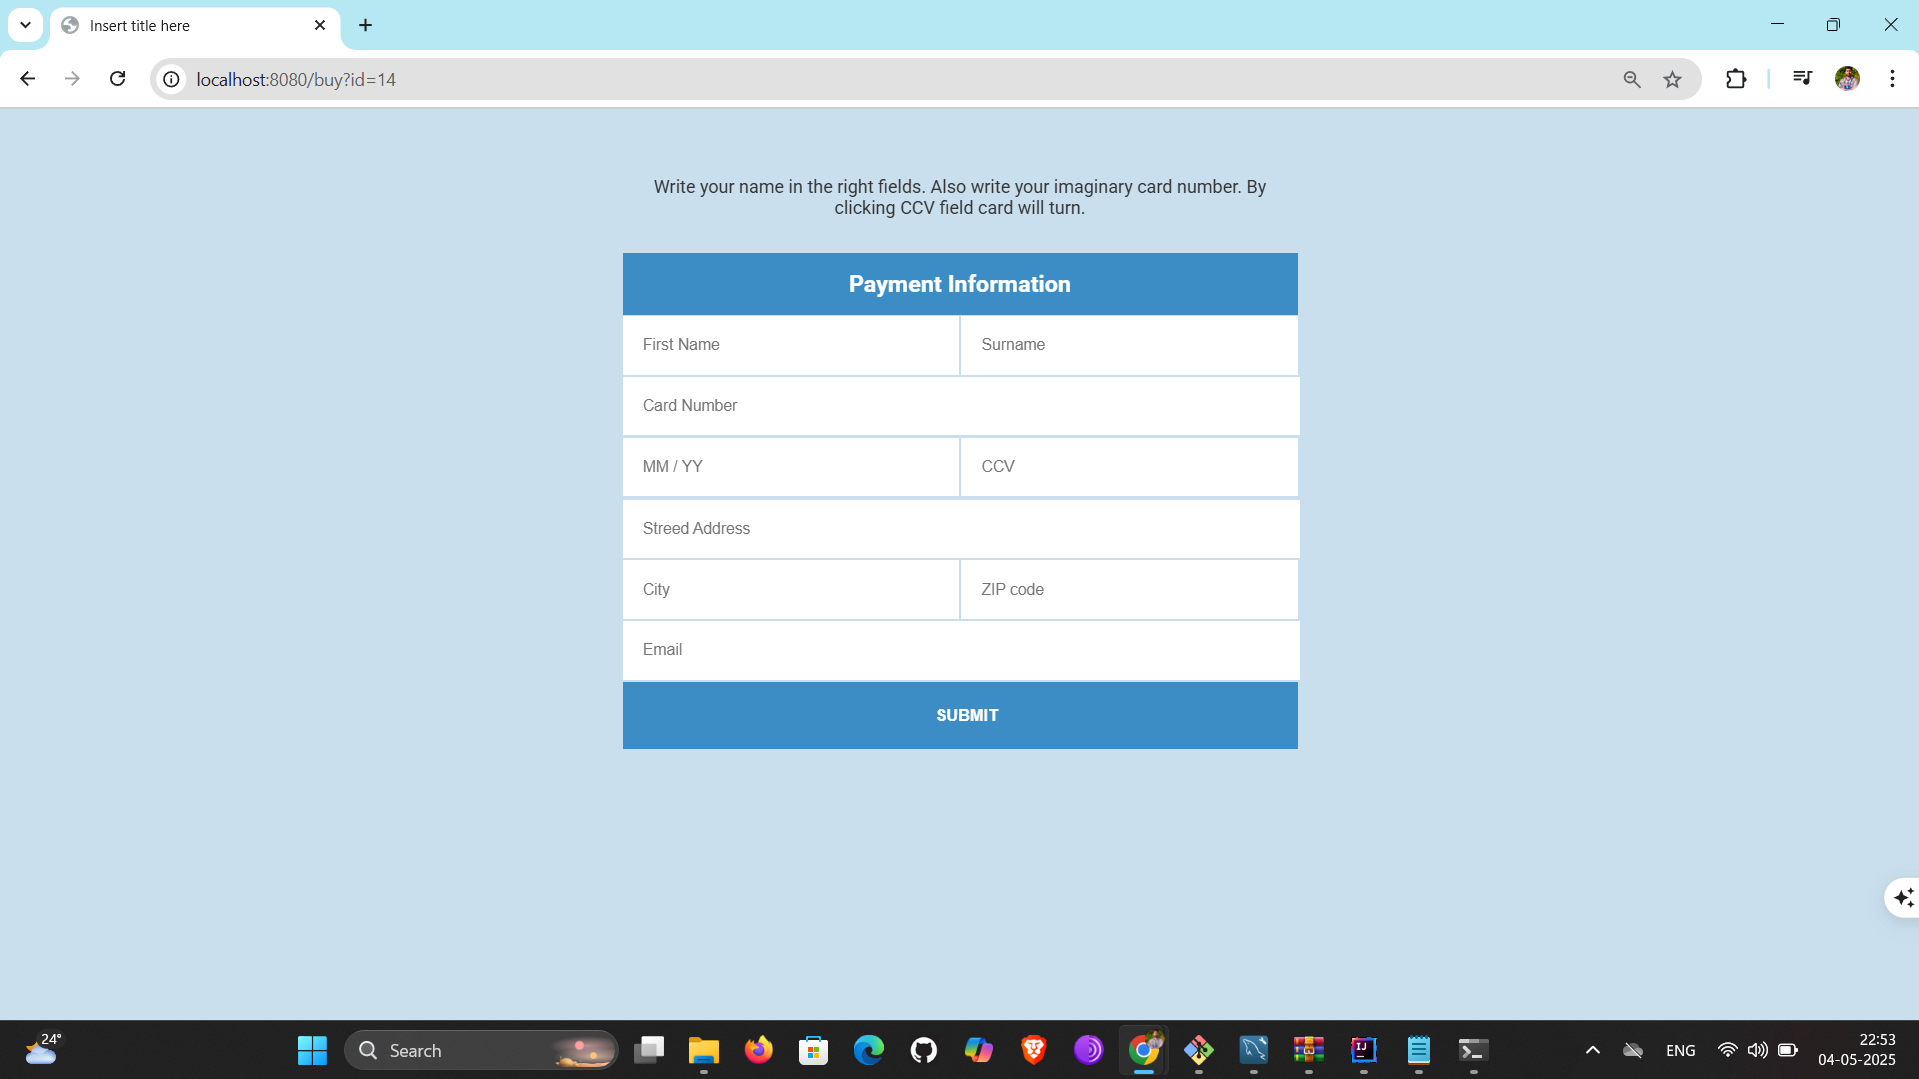 Insert title here
localhost:8080/buy?id=14
Write your name in the right fields. Also write your imaginary card number. By
clicking CCV field card will turn.
Payment Information
First Name
Surname
Card Number
MM / YY
CCV
Streed Address
City
ZIP code
Email
SUBMIT
24°
Search
IJ
ENG
22:53
04-05-2025